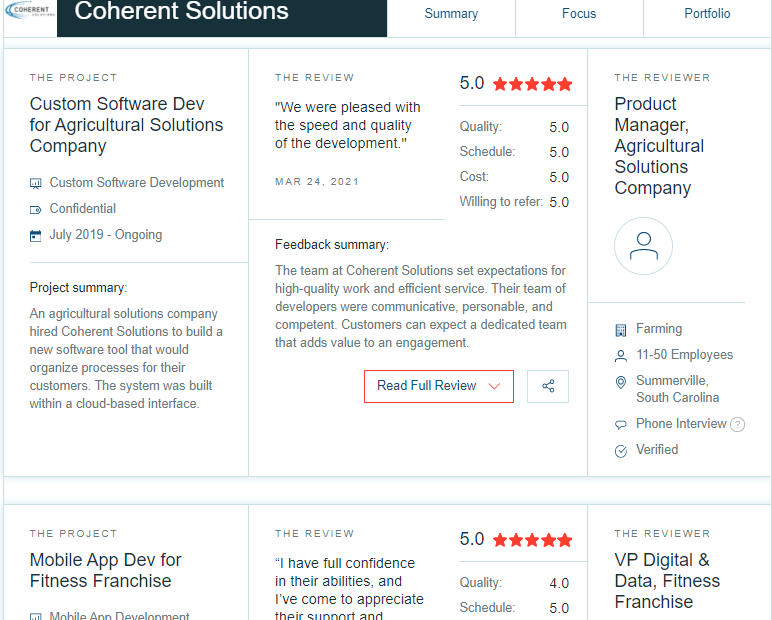 COHERENT
SOLUTIONS
Coherent Solutions
Summary
Focus
Portfolio
THE PROJECT
Custom Software Dev
for Agricultural Solutions
Company
Custom Software Development
Confidential
July 2019 - Ongoing
Project summary:
An agricultural solutions company
hired Coherent Solutions to build a
new software tool that would
organize processes for their
customers. The system was built
within a cloud-based interface.
THE REVIEW
"We were pleased with
the speed and quality
of the development."
MAR 24, 2021
5.0
Quality: 5.0
Schedule: 5.0
Cost: 5.0
Willing to refer: 5.0
Feedback summary:
The team at Coherent Solutions set expectations for
high-quality work and efficient service. Their team of
developers were communicative, personable, and
competent. Customers can expect a dedicated team
that adds value to an engagement.
Read Full Review
THE REVIEWER
Product
Manager,
Agricultural
Solutions
Company
Farming
11-50 Employees
Summerville,
South Carolina
Phone Interview ?
Verified
THE PROJECT
Mobile App Dev for
Fitness Franchise
Mobile App Development
THE REVIEW
“I have full confidence
in their abilities, and
I’ve come to appreciate
their support and
5.0
Quality: 4.0
Schedule: 5.0
THE REVIEWER
VP Digital &
Data, Fitness
Franchise